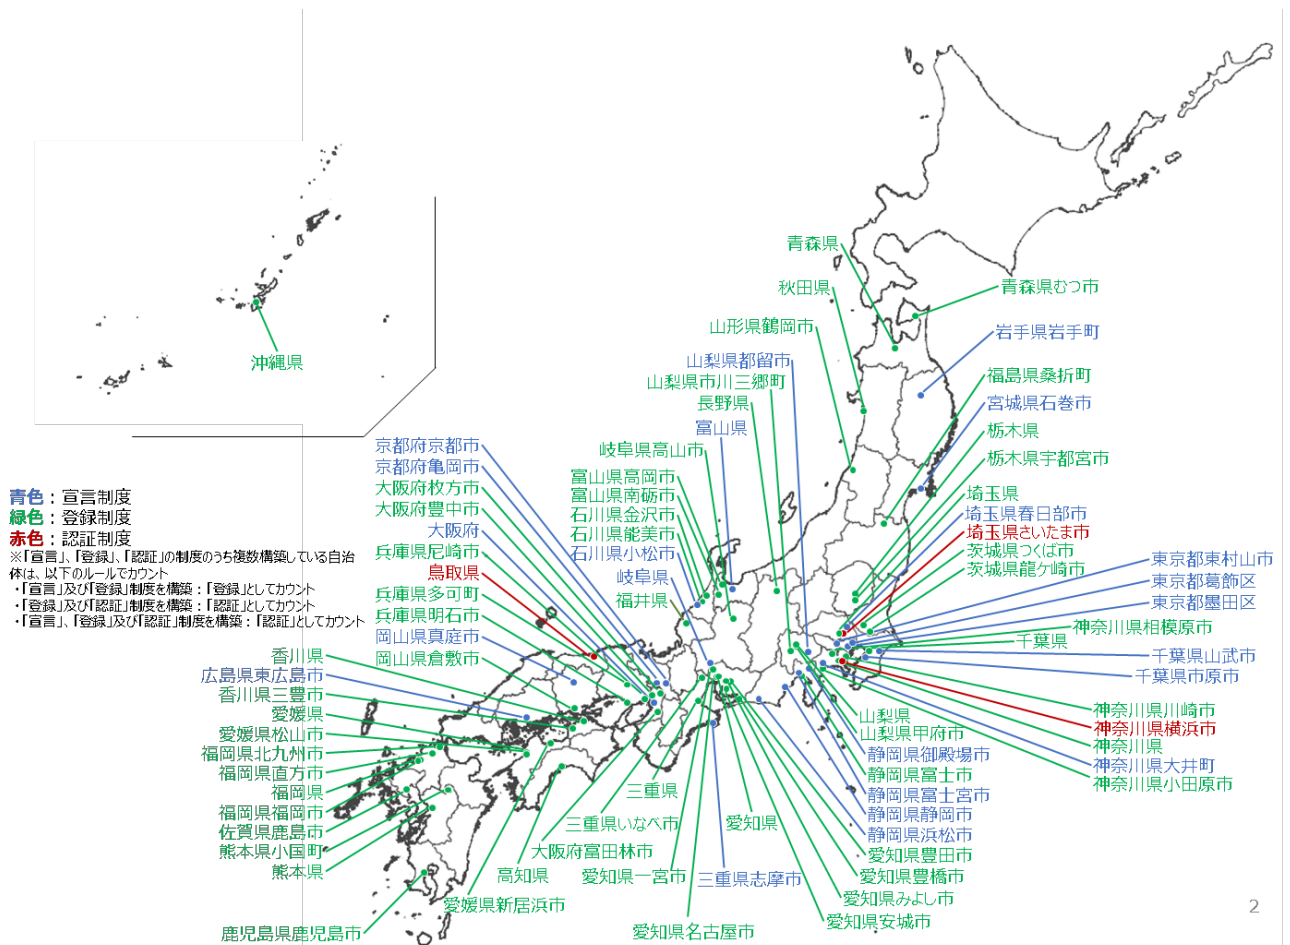 青森県
秋田県
青森県むつ市
山形県鶴岡市
岩手県岩手町
山梨県都留市
沖縄県
福島県桑折町
山梨県市川三郷町
長野県
宮城県石巻市
富山県
栃木県
京都府京都市
岐阜県高山市
栃木県宇都宮市
京都府亀岡市
富山県高岡市
大阪府枚方市
富山県南砺市
埼玉県
青色：宣言制度
大阪府豊中市
石川県金沢市
埼玉県春日部市
緑色：登録制度
大阪府
石川県能美市
埼玉県さいたま市
赤色：認証制度
兵庫県尼崎市
石川県小松市
茨城県つくば市
※「宣言」、「登録」、「認証」の制度のうち複数構築している自治
体は、以下のルールでカウント
・「宣言」及び「登録」制度を構築：「登録」としてカウント
・「登録」及び「認証」制度を構築：「認証」としてカウント
・「宣言」、「登録」及び「認証」制度を構築：「認証」としてカウント
鳥取県
岐阜県
茨城県龍ケ崎市
東京都東村山市
兵庫県多可町
福井県
東京都葛飾区
兵庫県明石市
東京都墨田区
岡山県真庭市
神奈川県相模原市
香川県
岡山県倉敷市
千葉県
千葉県山武市
広島県東広島市
千葉県市原市
香川県三豊市
愛媛県
山梨県
神奈川県川崎市
愛媛県松山市
山梨県甲府市
神奈川県横浜市
福岡県北九州市
静岡県御殿場市
神奈川県
福岡県直方市
静岡県富士市
神奈川県大井町
福岡県
三重県
静岡県富士宮市
神奈川県小田原市
福岡県福岡市
静岡県静岡市
佐賀県鹿島市
三重県いなべ市
愛知県
静岡県浜松市
熊本県小国町
大阪府富田林市
愛知県豊田市
熊本県
高知県
愛知県一宮市
三重県志摩市
愛知県豊橋市
愛媛県新居浜市
愛知県みよし市
鹿児島県鹿児島市
愛知県名古屋市
愛知県安城市
2